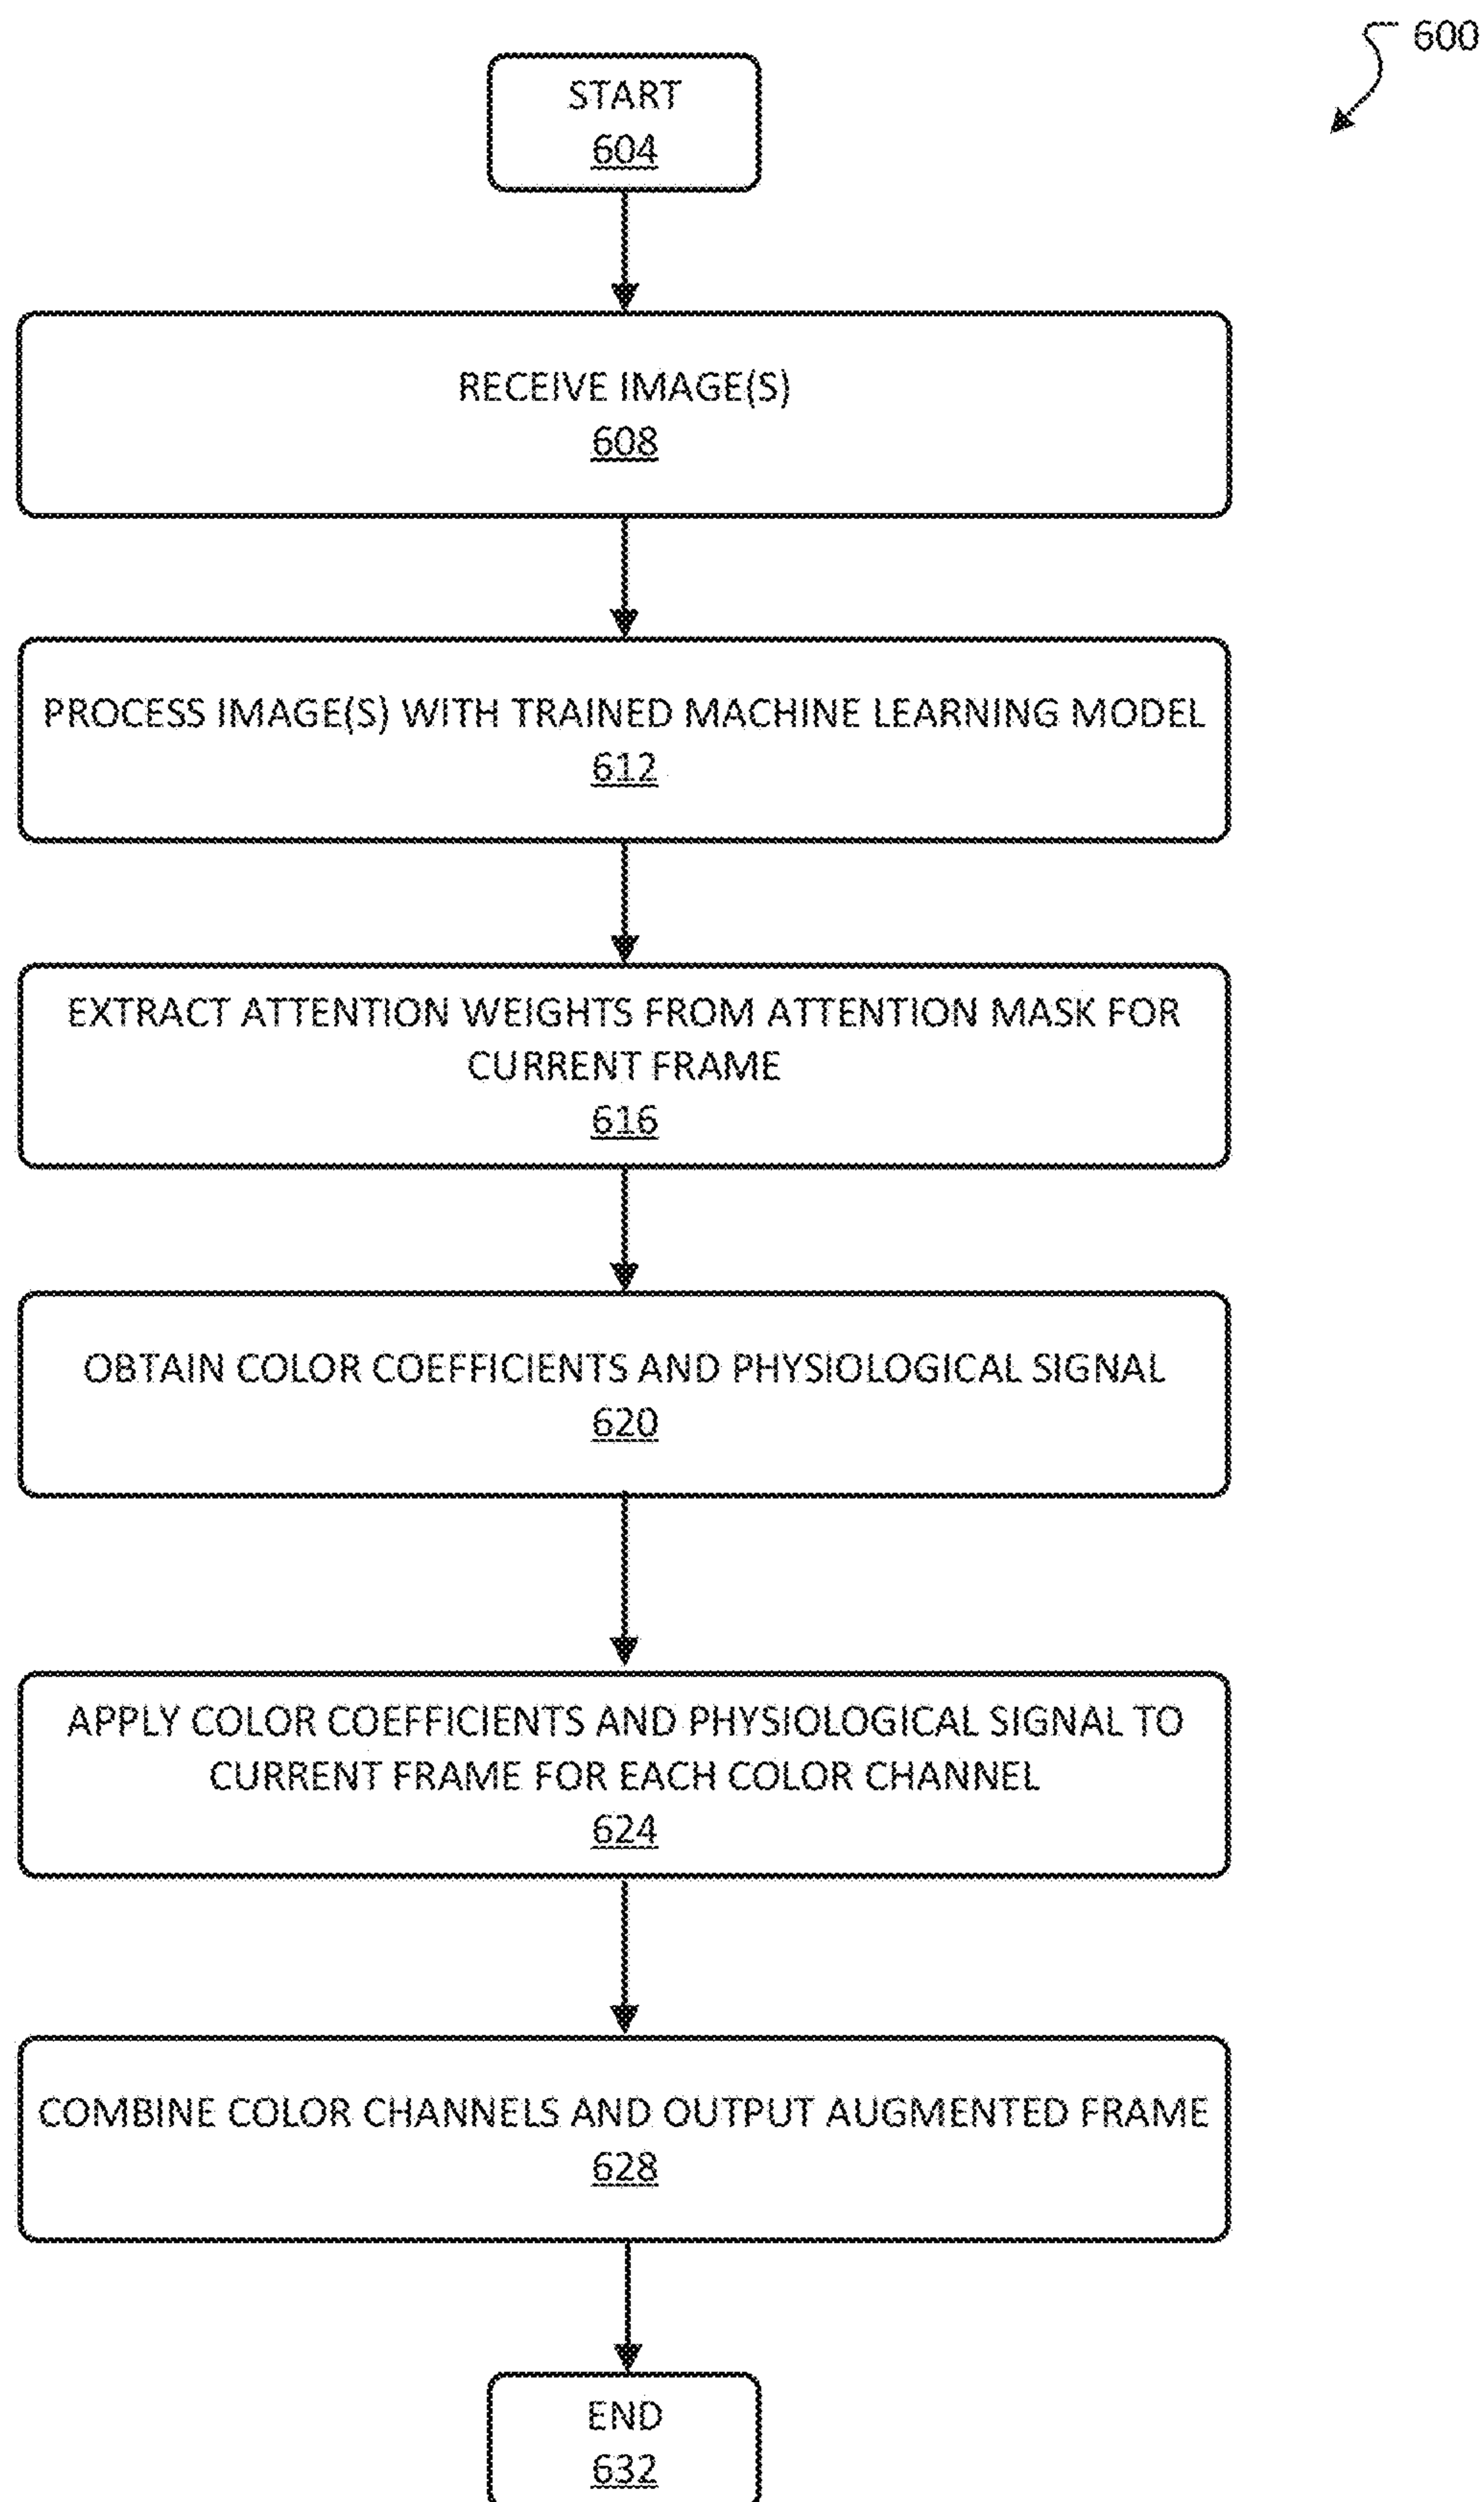 600
START
604
RECEIVE IMAGE(S)
608
PROCESS IMAGE(S) WITH TRAINED MACHINE LEARNING MODEL
612
EXTRACT ATTENTION WEIGHTS FROM ATTENTION MASK FOR
CURRENT FRAME
616
OBTAIN COLOR COEFFICIENTS AND PHYSIOLOGICAL SIGNAL
620
APPLY COLOR COEFFICIENTS AND PHYSIOLOGICAL SIGNAL TO
CURRENT FRAME FOR EACH COLOR CHANNEL
624
COMBINE COLOR CHANNELS AND OUTPUT AUGMENTED FRAME
628
END
632